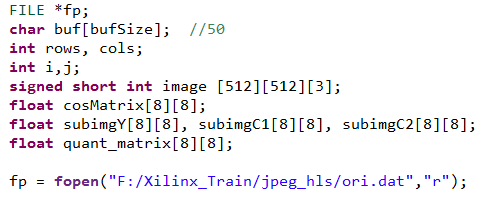 FILE *fp;
char buf[bufSize];  //50
int rows, cols;
int i,j;
signed short int image [512][512][3];
float cosMatrix[8][8];
float subimgY[8][8], subimgC1[8][8], subimgC2[8][8];
float quant_matrix[8][8];
fp = fopen("F:/Xilinx_Train/jpeg_hls/ori.dat","r");